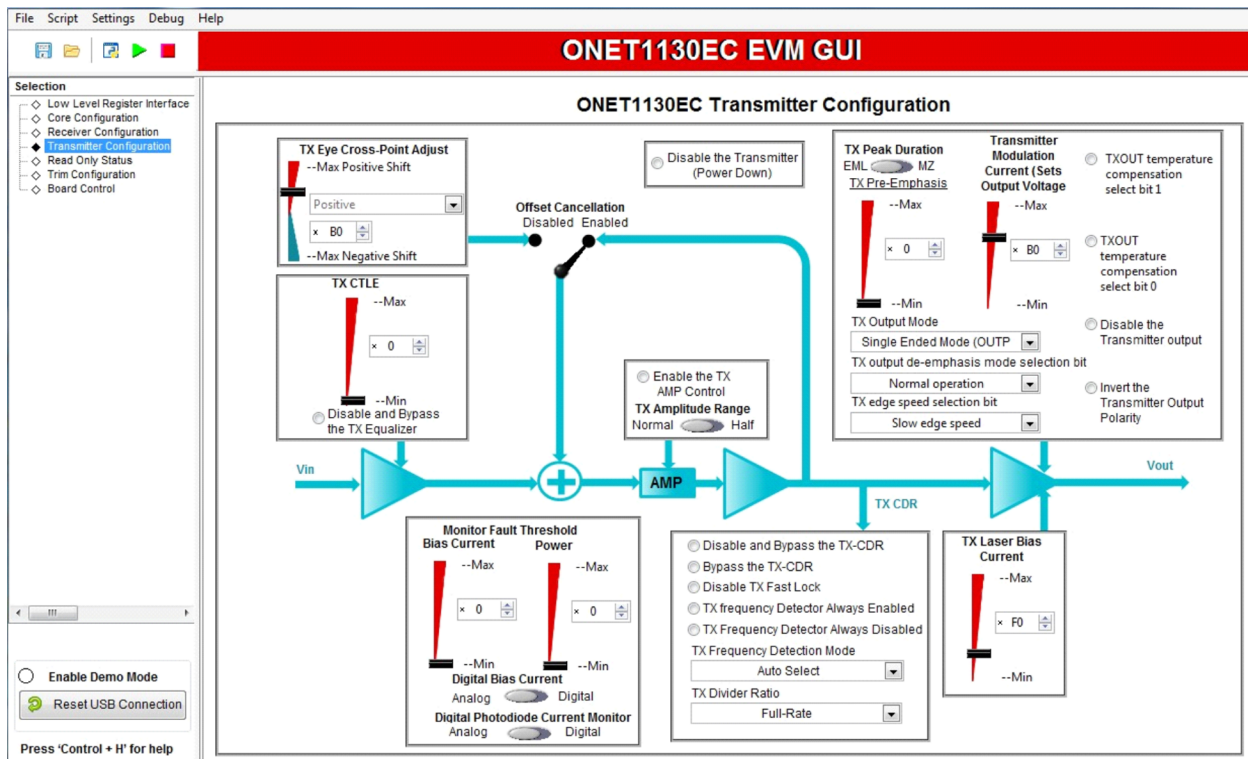 File Script Settings Debug Help
ONET1130EC EVM GUI
Selection
Low Level Register Interface
Core Configuration
Receiver Configuration
Transmitter Configuration
Read Only Status
Trim Configuration
Board Control
Enable Demo Mode
Reset USB Connection
Press 'Control + H' for help
ONET1130EC Transmitter Configuration
TX Eye Cross-Point Adjust
--Max Positive Shift
Positive
× B0
--Max Negative Shift
TX CTLE
--Max
× 0
--Min
Disable and Bypass
the TX Equalizer
Offset Cancellation
Disabled Enabled
Disable the Transmitter
(Power Down)
Enable the TX
AMP Control
TX Amplitude Range
Normal Half
TX Peak Duration
EML MZ
TX Pre-Emphasis
--Max
× 0
--Min
Transmitter
Modulation
Current (Sets
Output Voltage
--Max
× B0
--Min
TX Output Mode
Single Ended Mode (OUTP
TX output de-emphasis mode selection bit
Normal operation
TX edge speed selection bit
Slow edge speed
TXOUT temperature
compensation
select bit 1
TXOUT
temperature
compensation
select bit 0
Disable the
Transmitter output
Invert the
Transmitter Output
Polarity
Vin
AMP
TX CDR
Vout
Monitor Fault Threshold
Bias Current
--Max
× 0
--Min
Power
--Max
× 0
--Min
Digital Bias Current
Analog Digital
Digital Photodiode Current Monitor
Analog Digital
Disable and Bypass the TX-CDR
Bypass the TX-CDR
Disable TX Fast Lock
TX frequency Detector Always Enabled
TX Frequency Detector Always Disabled
TX Frequency Detection Mode
Auto Select
TX Divider Ratio
Full-Rate
TX Laser Bias
Current
--Max
× F0
--Min